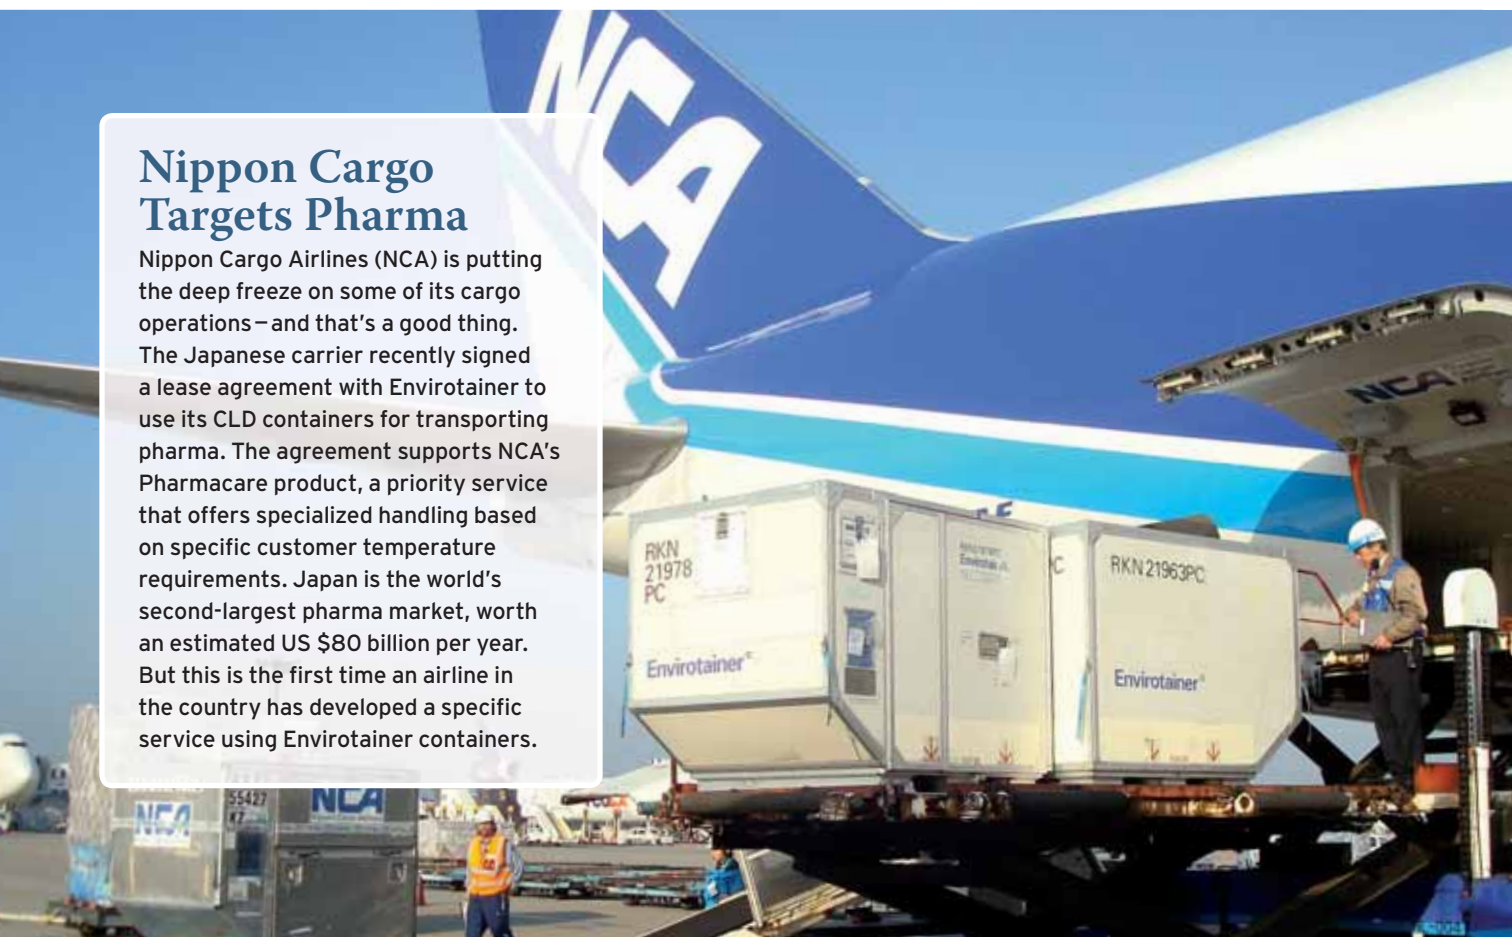 NCA
Nippon Cargo
Targets Pharma
Nippon Cargo Airlines (NCA) is putting
the deep freeze on some of its cargo
operations—and that's a good thing.
The Japanese carrier recently signed
a lease agreement with Envirotainer to
use its CLD containers for transporting
pharma. The agreement supports NCA's
Pharmacare product, a priority service
that offers specialized handling based
on specific customer temperature
requirements. Japan is the world's
second-largest pharma market, worth
an estimated US $80 billion per year.
But this is the first time an airline in
the country has developed a specific
service using Envirotainer containers.
NCA
RKN
21978
PC
Envirotainer
RKN 21963PC
Envirotainer
55427
KZ
NCA
NCA